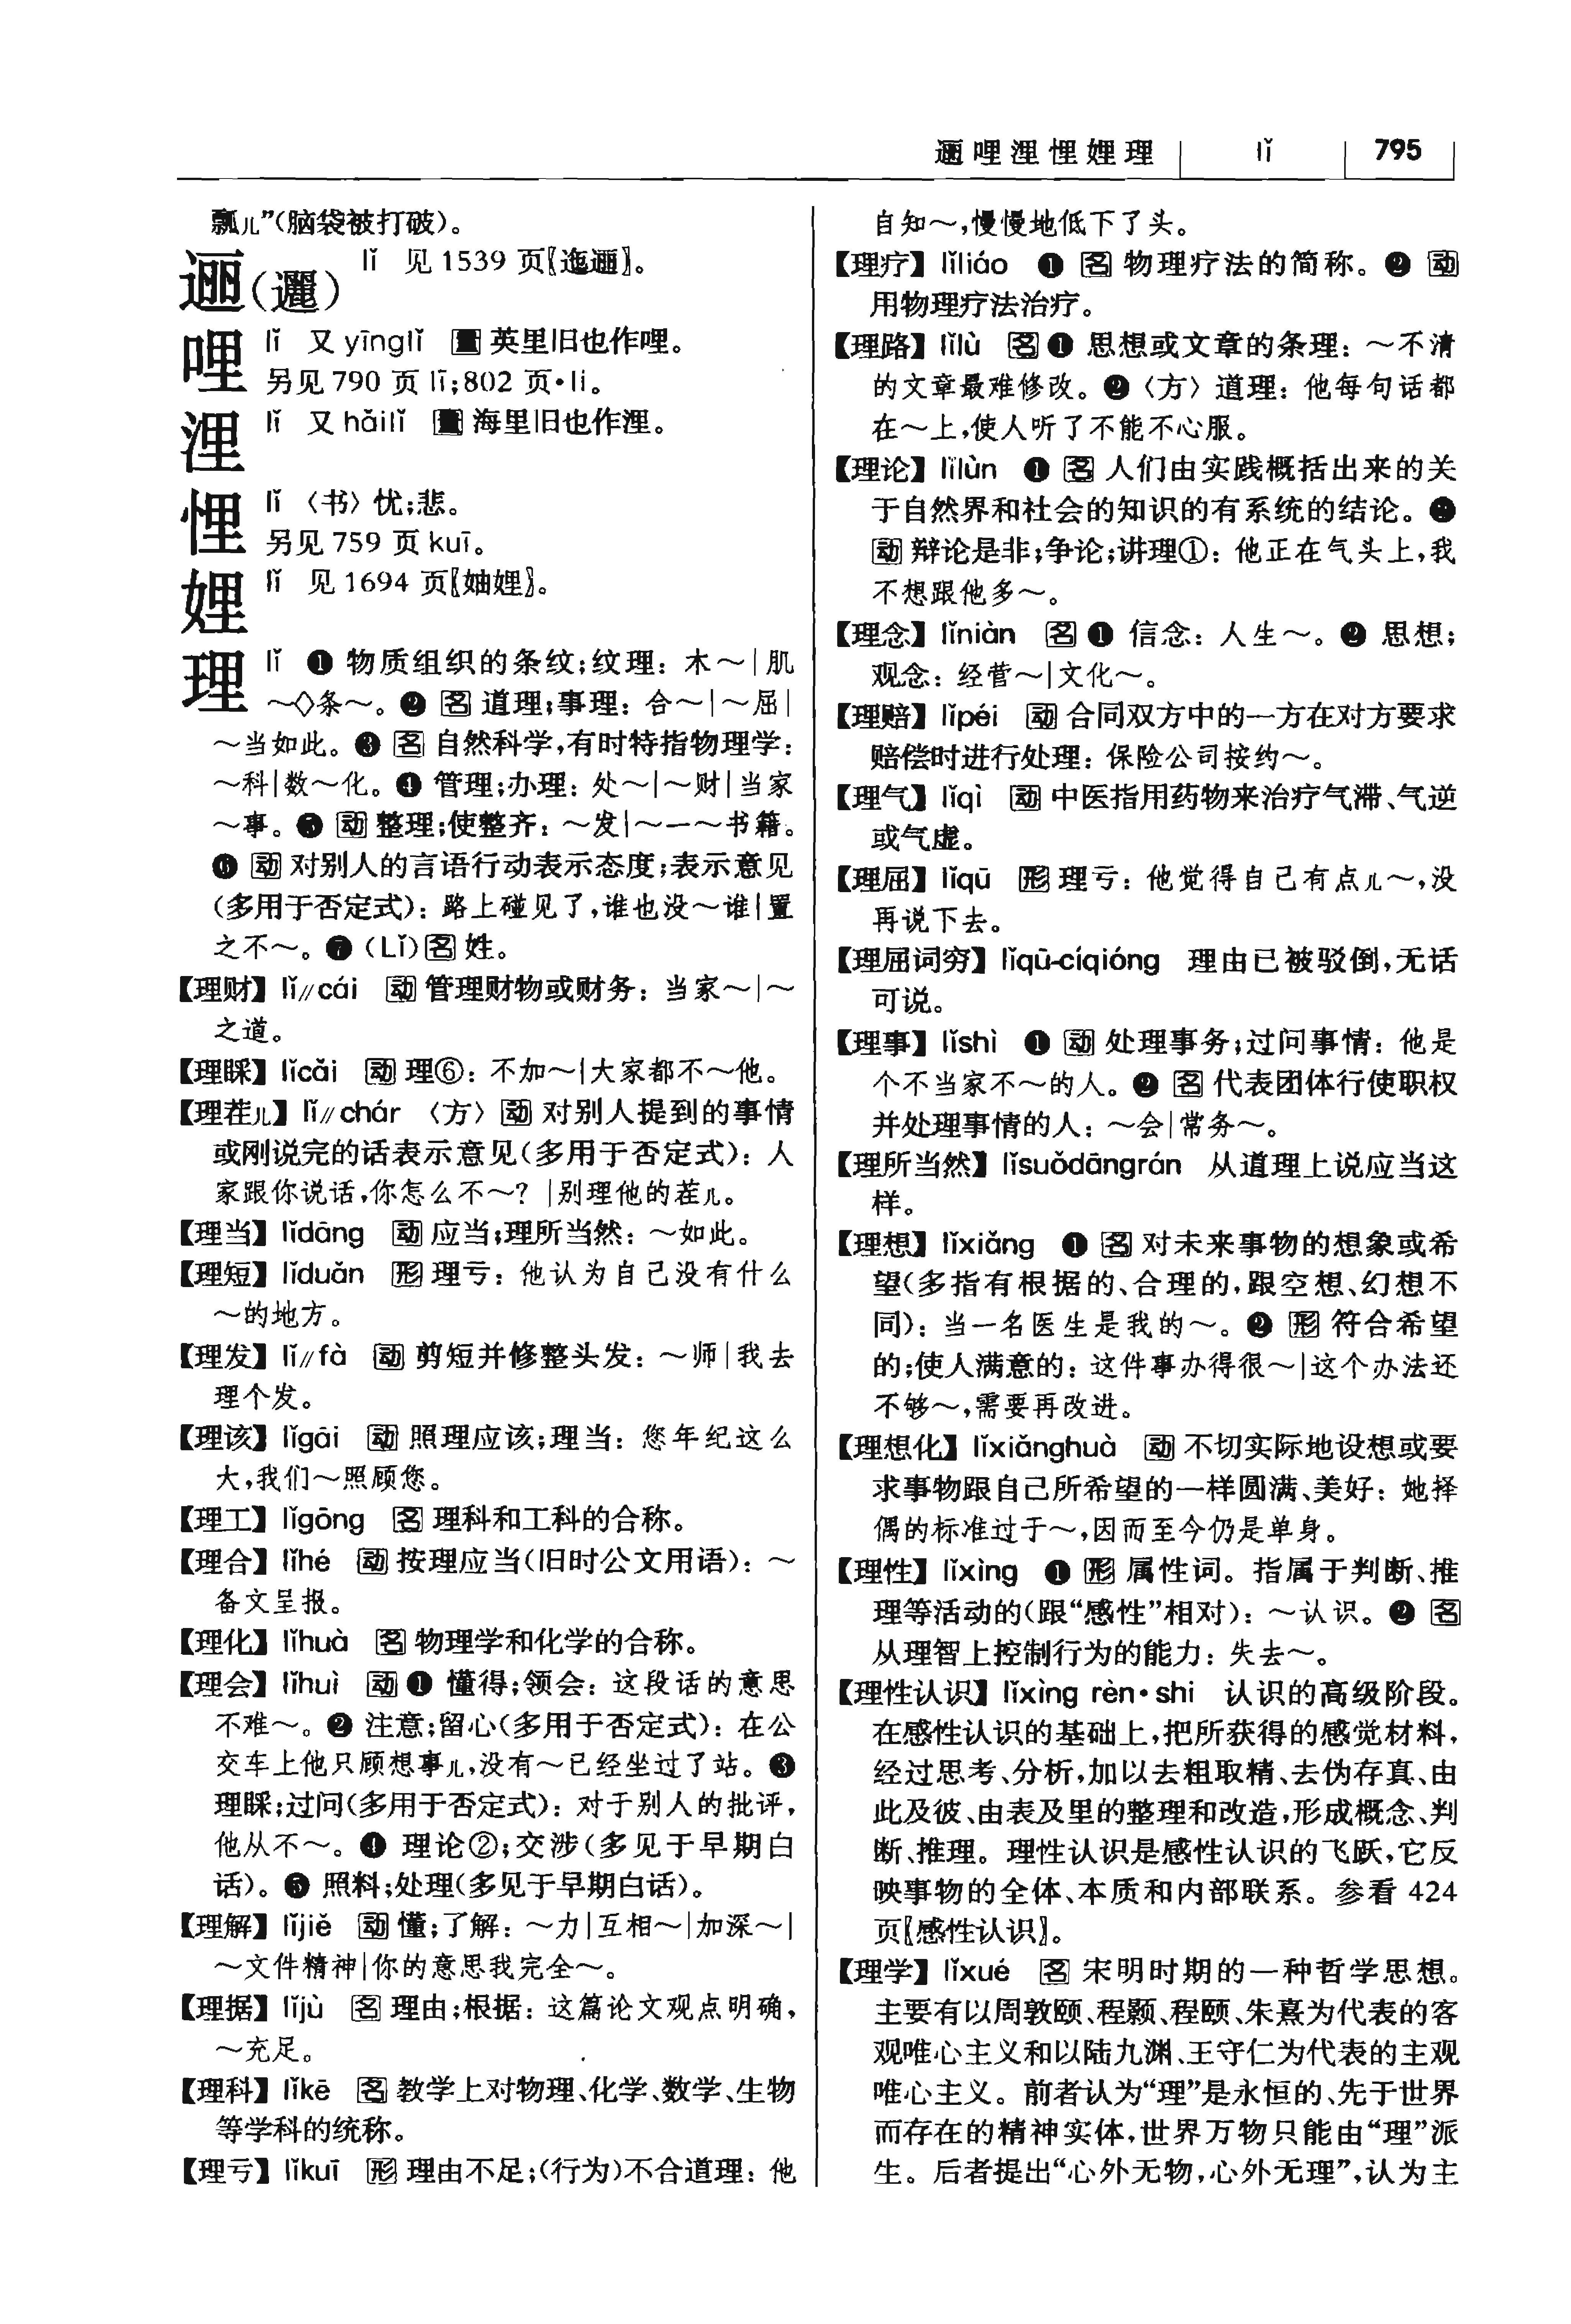 逦哩浬悝娌理 lǐ 795
瓢儿”(脑袋被打破)。
逦(邐) lǐ 见1539页〖迤逦〗。
哩 lǐ 又 yīnglǐ 量 英里旧也作哩。
另见790页 lī;802页·li。
浬 lǐ 又 hǎilǐ 量 海里旧也作浬。
悝 lǐ 〈书〉忧;悲。
另见759页 kuī。
娌 lǐ 见1694页〖妯娌〗。
理 lǐ ❶ 物质组织的条纹;纹理：木～|肌
～◇条～。❷ 名 道理;事理：合～|～屈|
～当如此。❸ 名 自然科学,有时特指物理学：
～科|数～化。❹ 管理;办理：处～|～财|当家
～事。❺ 动 整理;使整齐：～发|～一～书籍。
❻ 动 对别人的言语行动表示态度;表示意见
(多用于否定式)：路上碰见了,谁也没～谁|置
之不～。❼ (Lǐ) 名 姓。
【理财】lǐ//cái 动 管理财物或财务：当家～|～
之道。
【理睬】lǐcǎi 动 理⑥：不加～|大家都不～他。
【理茬儿】lǐ//chár 〈方〉动 对别人提到的事情
或刚说完的话表示意见(多用于否定式)：人
家跟你说话,你怎么不～? |别理他的茬儿。
【理当】lǐdāng 动 应当;理所当然：～如此。
【理短】lǐduǎn 形 理亏：他认为自己没有什么
～的地方。
【理发】lǐ//fà 动 剪短并修整头发：～师|我去
理个发。
【理该】lǐgāi 动 照理应该;理当：您年纪这么
大,我们～照顾您。
【理工】lǐgōng 名 理科和工科的合称。
【理合】lǐhé 动 按理应当(旧时公文用语)：～
备文呈报。
【理化】lǐhuà 名 物理学和化学的合称。
【理会】lǐhuì 动 ❶ 懂得;领会：这段话的意思
不难～。❷ 注意;留心(多用于否定式)：在公
交车上他只顾想事儿,没有～已经坐过了站。❸
理睬;过问(多用于否定式)：对于别人的批评,
他从不～。❹ 理论②;交涉(多见于早期白
话)。❺ 照料;处理(多见于早期白话)。
【理解】lǐjiě 动 懂;了解：～力|互相～|加深～|
～文件精神|你的意思我完全～。
【理据】lǐjù 名 理由;根据：这篇论文观点明确,
～充足。
【理科】lǐkē 名 教学上对物理、化学、数学、生物
等学科的统称。
【理亏】lǐkuī 形 理由不足;(行为)不合道理：他
自知～,慢慢地低下了头。
【理疗】lǐliáo ❶ 名 物理疗法的简称。❷ 动
用物理疗法治疗。
【理路】lǐlù 名 ❶ 思想或文章的条理：～不清
的文章最难修改。❷〈方〉道理：他每句话都
在～上,使人听了不能不心服。
【理论】lǐlùn ❶ 名 人们由实践概括出来的关
于自然界和社会的知识的有系统的结论。❷
动 辩论是非;争论;讲理①：他正在气头上,我
不想跟他多～。
【理念】lǐniàn 名 ❶ 信念：人生～。❷ 思想;
观念：经营～|文化～。
【理赔】lǐpéi 动 合同双方中的一方在对方要求
赔偿时进行处理：保险公司按约～。
【理气】lǐqì 动 中医指用药物来治疗气滞、气逆
或气虚。
【理屈】lǐqū 形 理亏：他觉得自己有点儿～,没
再说下去。
【理屈词穷】lǐqū-cíqióng 理由已被驳倒,无话
可说。
【理事】lǐshì ❶ 动 处理事务;过问事情：他是
个不当家不～的人。❷ 名 代表团体行使职权
并处理事情的人：～会|常务～。
【理所当然】lǐsuǒdāngrán 从道理上说应当这
样。
【理想】lǐxiǎng ❶ 名 对未来事物的想象或希
望(多指有根据的、合理的,跟空想、幻想不
同)：当一名医生是我的～。❷ 形 符合希望
的;使人满意的：这件事办得很～|这个办法还
不够～,需要再改进。
【理想化】lǐxiǎnghuà 动 不切实际地设想或要
求事物跟自己所希望的一样圆满、美好：她择
偶的标准过于～,因而至今仍是单身。
【理性】lǐxìng ❶ 形 属性词。指属于判断、推
理等活动的(跟“感性”相对)：～认识。❷ 名
从理智上控制行为的能力：失去～。
【理性认识】lǐxìng rèn·shi 认识的高级阶段。
在感性认识的基础上,把所获得的感觉材料,
经过思考、分析,加以去粗取精、去伪存真、由
此及彼、由表及里的整理和改造,形成概念、判
断、推理。理性认识是感性认识的飞跃,它反
映事物的全体、本质和内部联系。参看424
页〖感性认识〗。
【理学】lǐxué 名 宋明时期的一种哲学思想。
主要有以周敦颐、程颢、程颐、朱熹为代表的客
观唯心主义和以陆九渊、王守仁为代表的主观
唯心主义。前者认为“理”是永恒的、先于世界
而存在的精神实体,世界万物只能由“理”派
生。后者提出“心外无物,心外无理”,认为主